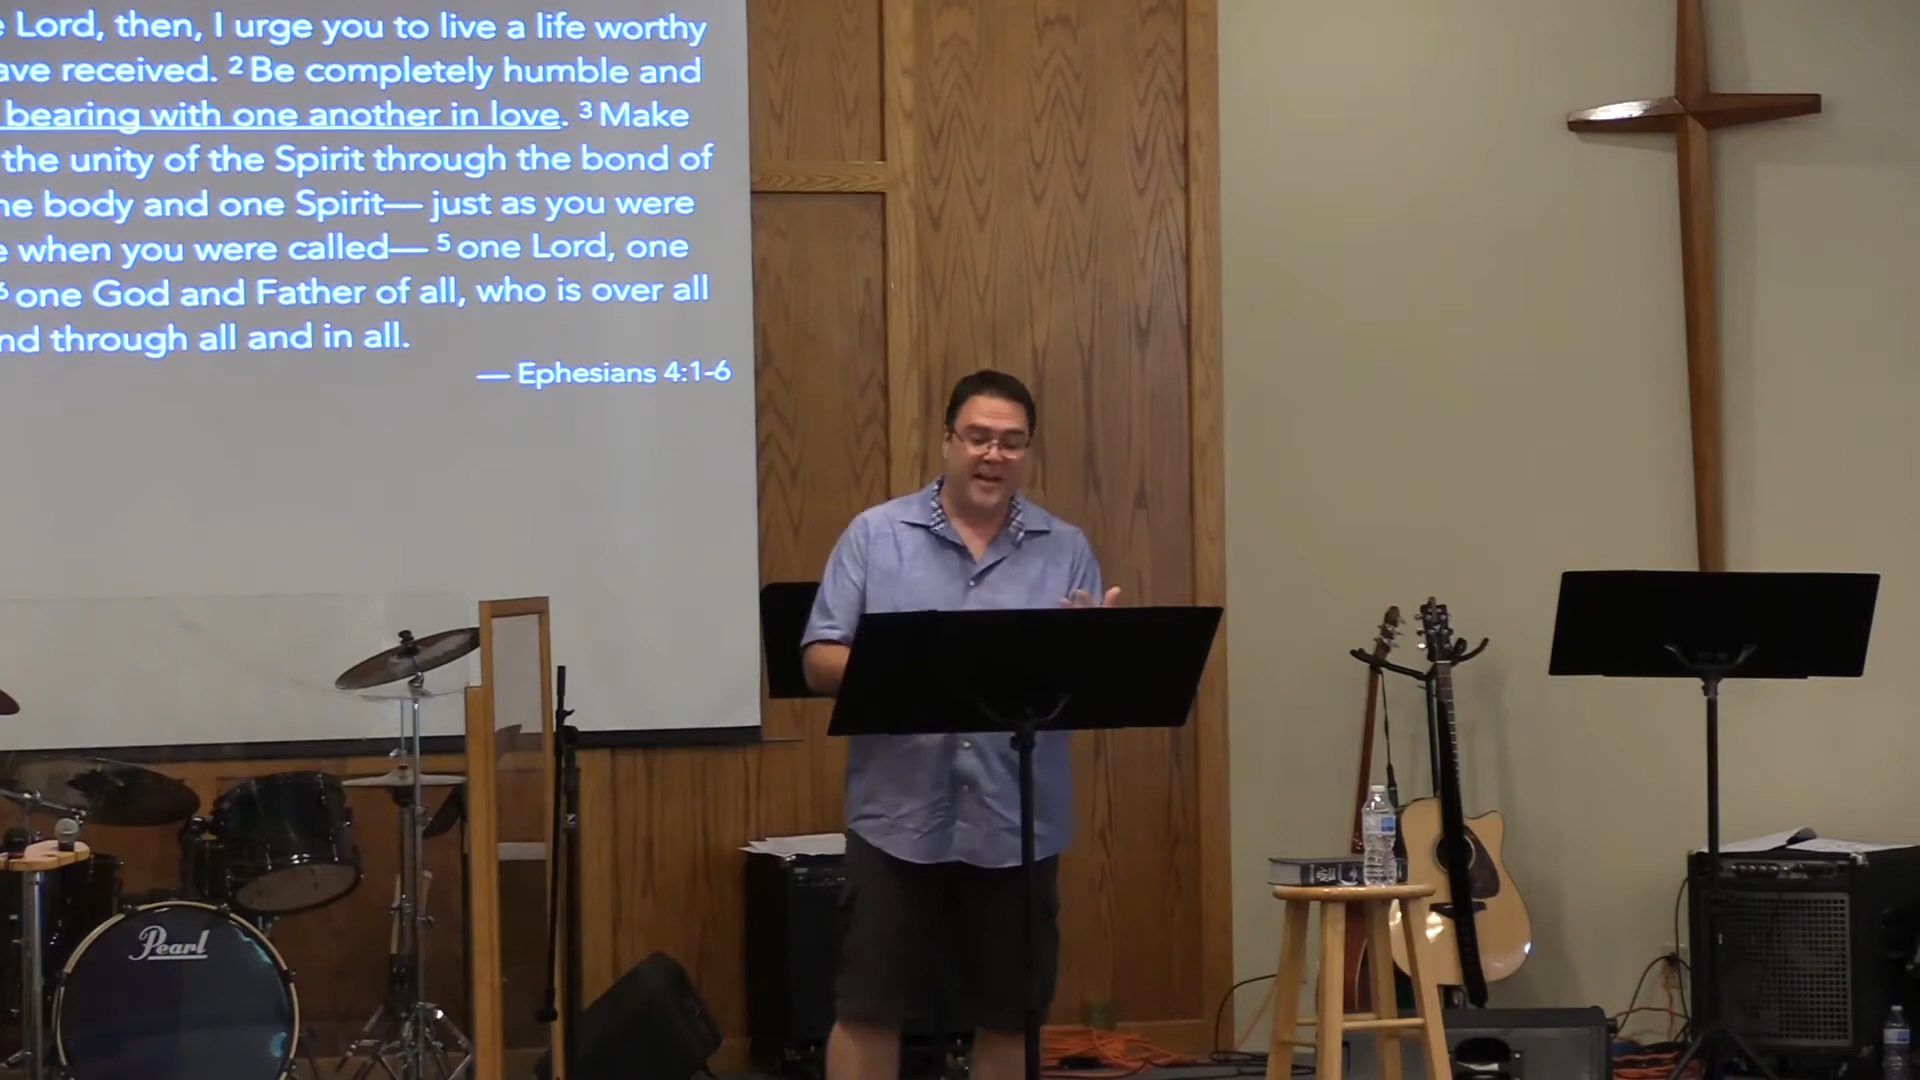 Lord, then, I urge you to live a life worthy
ave received. ² Be completely humble and
bearing with one another in love. ³ Make
the unity of the Spirit through the bond of
ne body and one Spirit— just as you were
e when you were called— ⁵ one Lord, one
⁶ one God and Father of all, who is over all
nd through all and in all.
— Ephesians 4:1-6
Pearl